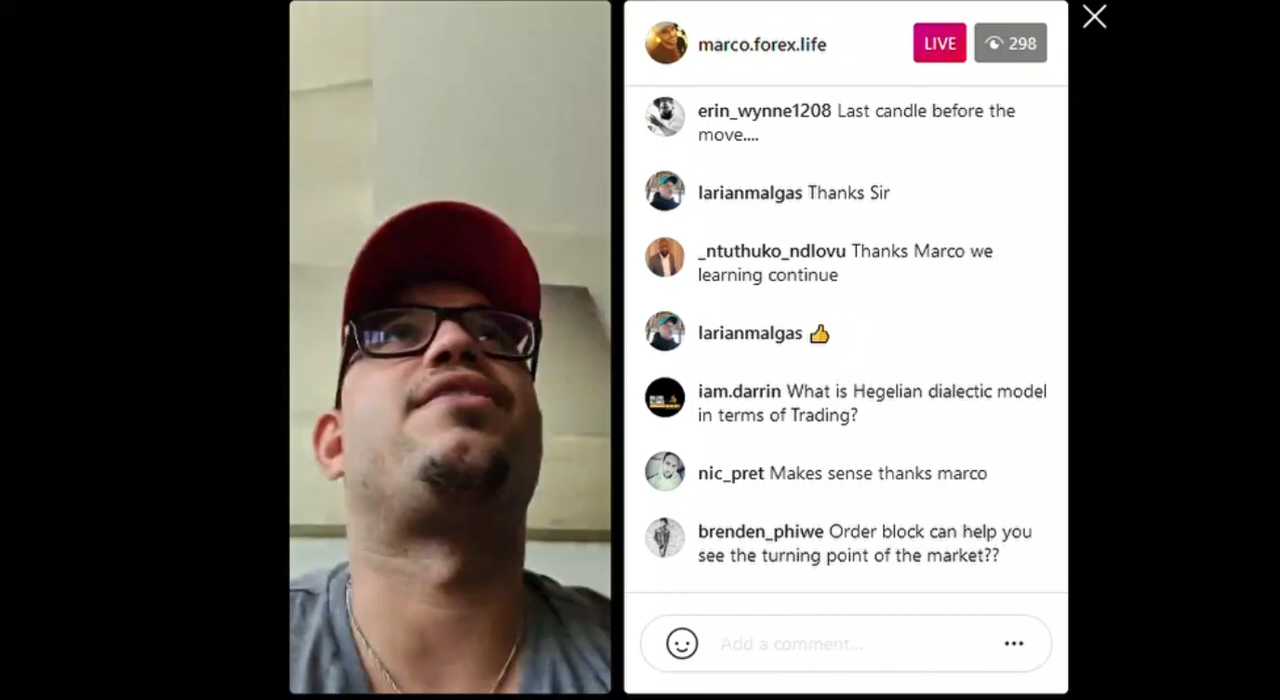 marco.forex.life
LIVE
298
erin_wynne1208 Last candle before the
move....
larianmalgas Thanks Sir
_ntuthuko_ndlovu Thanks Marco we
learning continue
larianmalgas 👍
iam.darrin What is Hegelian dialectic model
in terms of Trading?
nic_pret Makes sense thanks marco
brenden_phiwe Order block can help you
see the turning point of the market??
Add a comment...